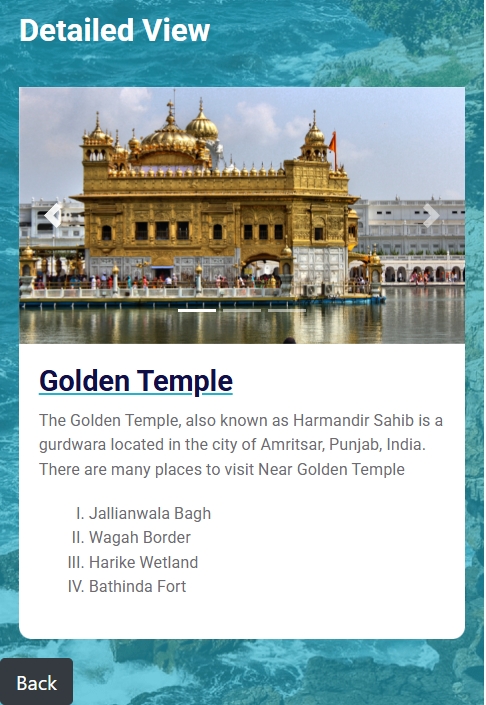 Detailed View
Golden Temple
The Golden Temple, also known as Harmandir Sahib is a
gurdwara located in the city of Amritsar, Punjab, India.
There are many places to visit Near Golden Temple
I. Jallianwala Bagh
II. Wagah Border
III. Harike Wetland
IV. Bathinda Fort
Back